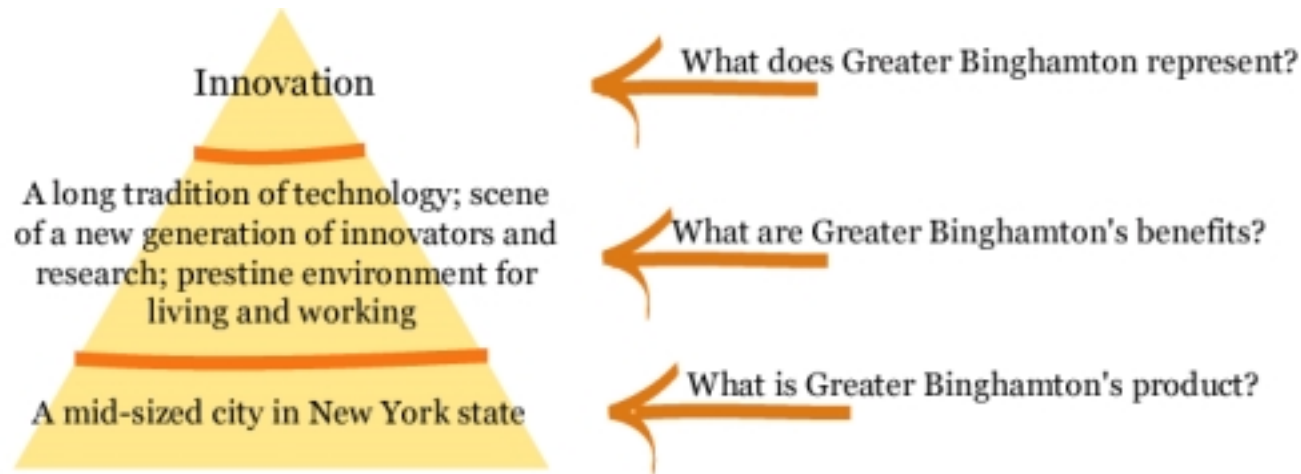 Innovation
What does Greater Binghamton represent?
A long tradition of technology; scene
of a new generation of innovators and
research; prestine environment for
living and working
What are Greater Binghamton's benefits?
A mid-sized city in New York state
What is Greater Binghamton's product?